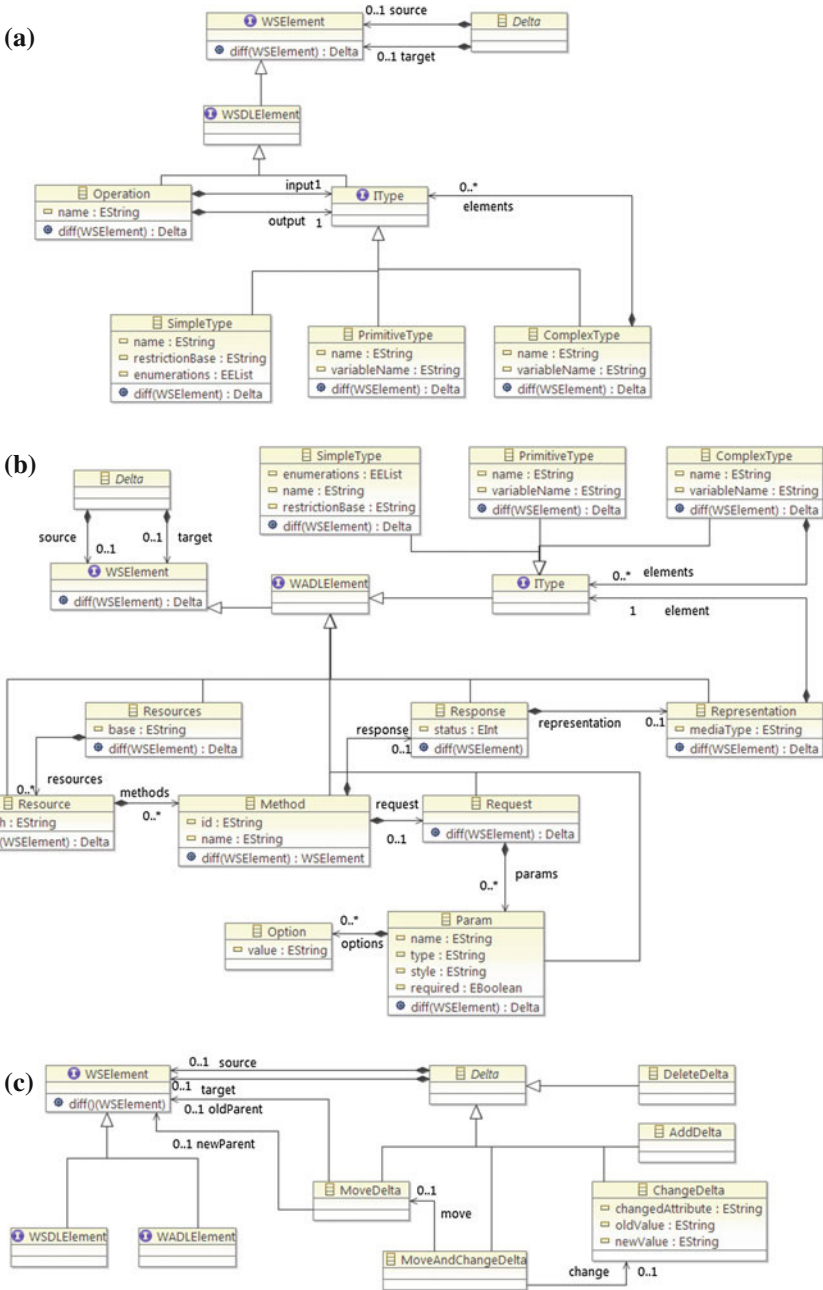 (a)
WSElement
diff(WSElement) : Delta
0..1 source
0..1 target
Delta
WSDLElement
Operation
name : EString
diff(WSElement) : Delta
input 1
output 1
IType
0..*
elements
SimpleType
name : EString
restrictionBase : EString
enumerations : EEList
diff(WSElement) : Delta
PrimitiveType
name : EString
variableName : EString
diff(WSElement) : Delta
ComplexType
name : EString
variableName : EString
diff(WSElement) : Delta
(b)
Delta
source
0..1
0..1
target
SimpleType
enumerations : EEList
name : EString
restrictionBase : EString
diff(WSElement) : Delta
PrimitiveType
name : EString
variableName : EString
diff(WSElement) : Delta
ComplexType
name : EString
variableName : EString
diff(WSElement) : Delta
WSElement
diff(WSElement) : Delta
WADLElement
IType
0..* elements
1 element
Resources
base : EString
diff(WSElement) : Delta
resources
0..*
Response
status : EInt
diff(WSElement)
response
0..1
representation
0..1
Representation
mediaType : EString
diff(WSElement) : Delta
Resource
h : EString
(WSElement) : Delta
methods
0..*
Method
id : EString
name : EString
diff(WSElement) : WSElement
request
0..1
Request
diff(WSElement) : Delta
params
0..*
Option
value : EString
0..*
options
Param
name : EString
type : EString
style : EString
required : EBoolean
diff(WSElement) : Delta
(c)
WSElement
diff()(WSElement)
0..1 source
0..1 target
0..1 oldParent
0..1 newParent
Delta
DeleteDelta
AddDelta
WSDLElement
WADLElement
MoveDelta
0..1
move
MoveAndChangeDelta
ChangeDelta
changedAttribute : EString
oldValue : EString
newValue : EString
change 0..1